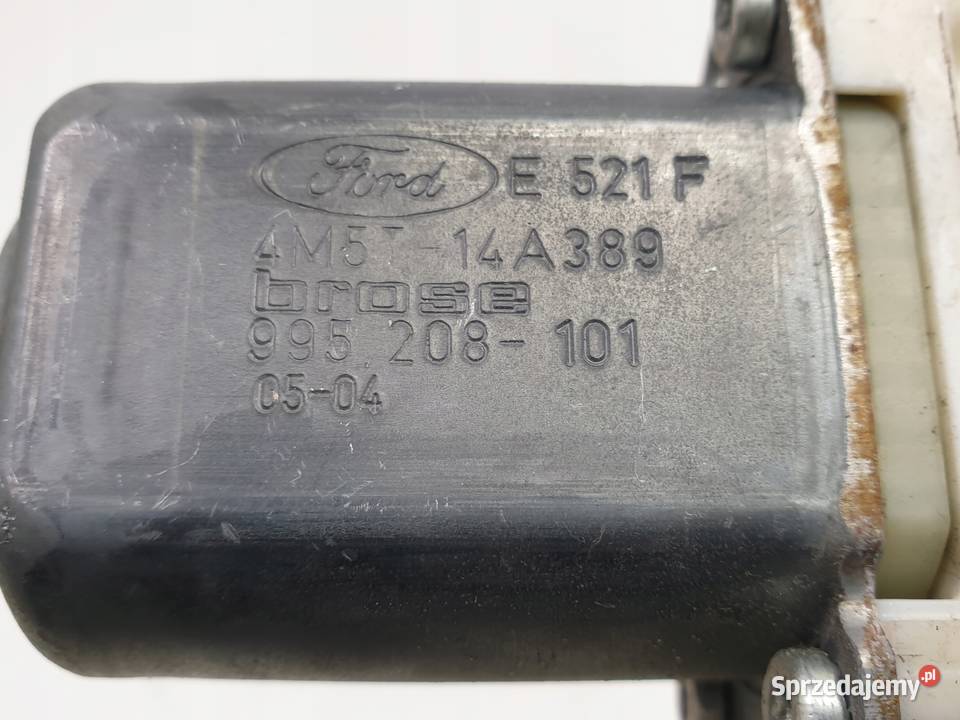 Ford E 521 F
4M5T-14A389
brose
995 208-101
05-04
Sprzedajemy.pl